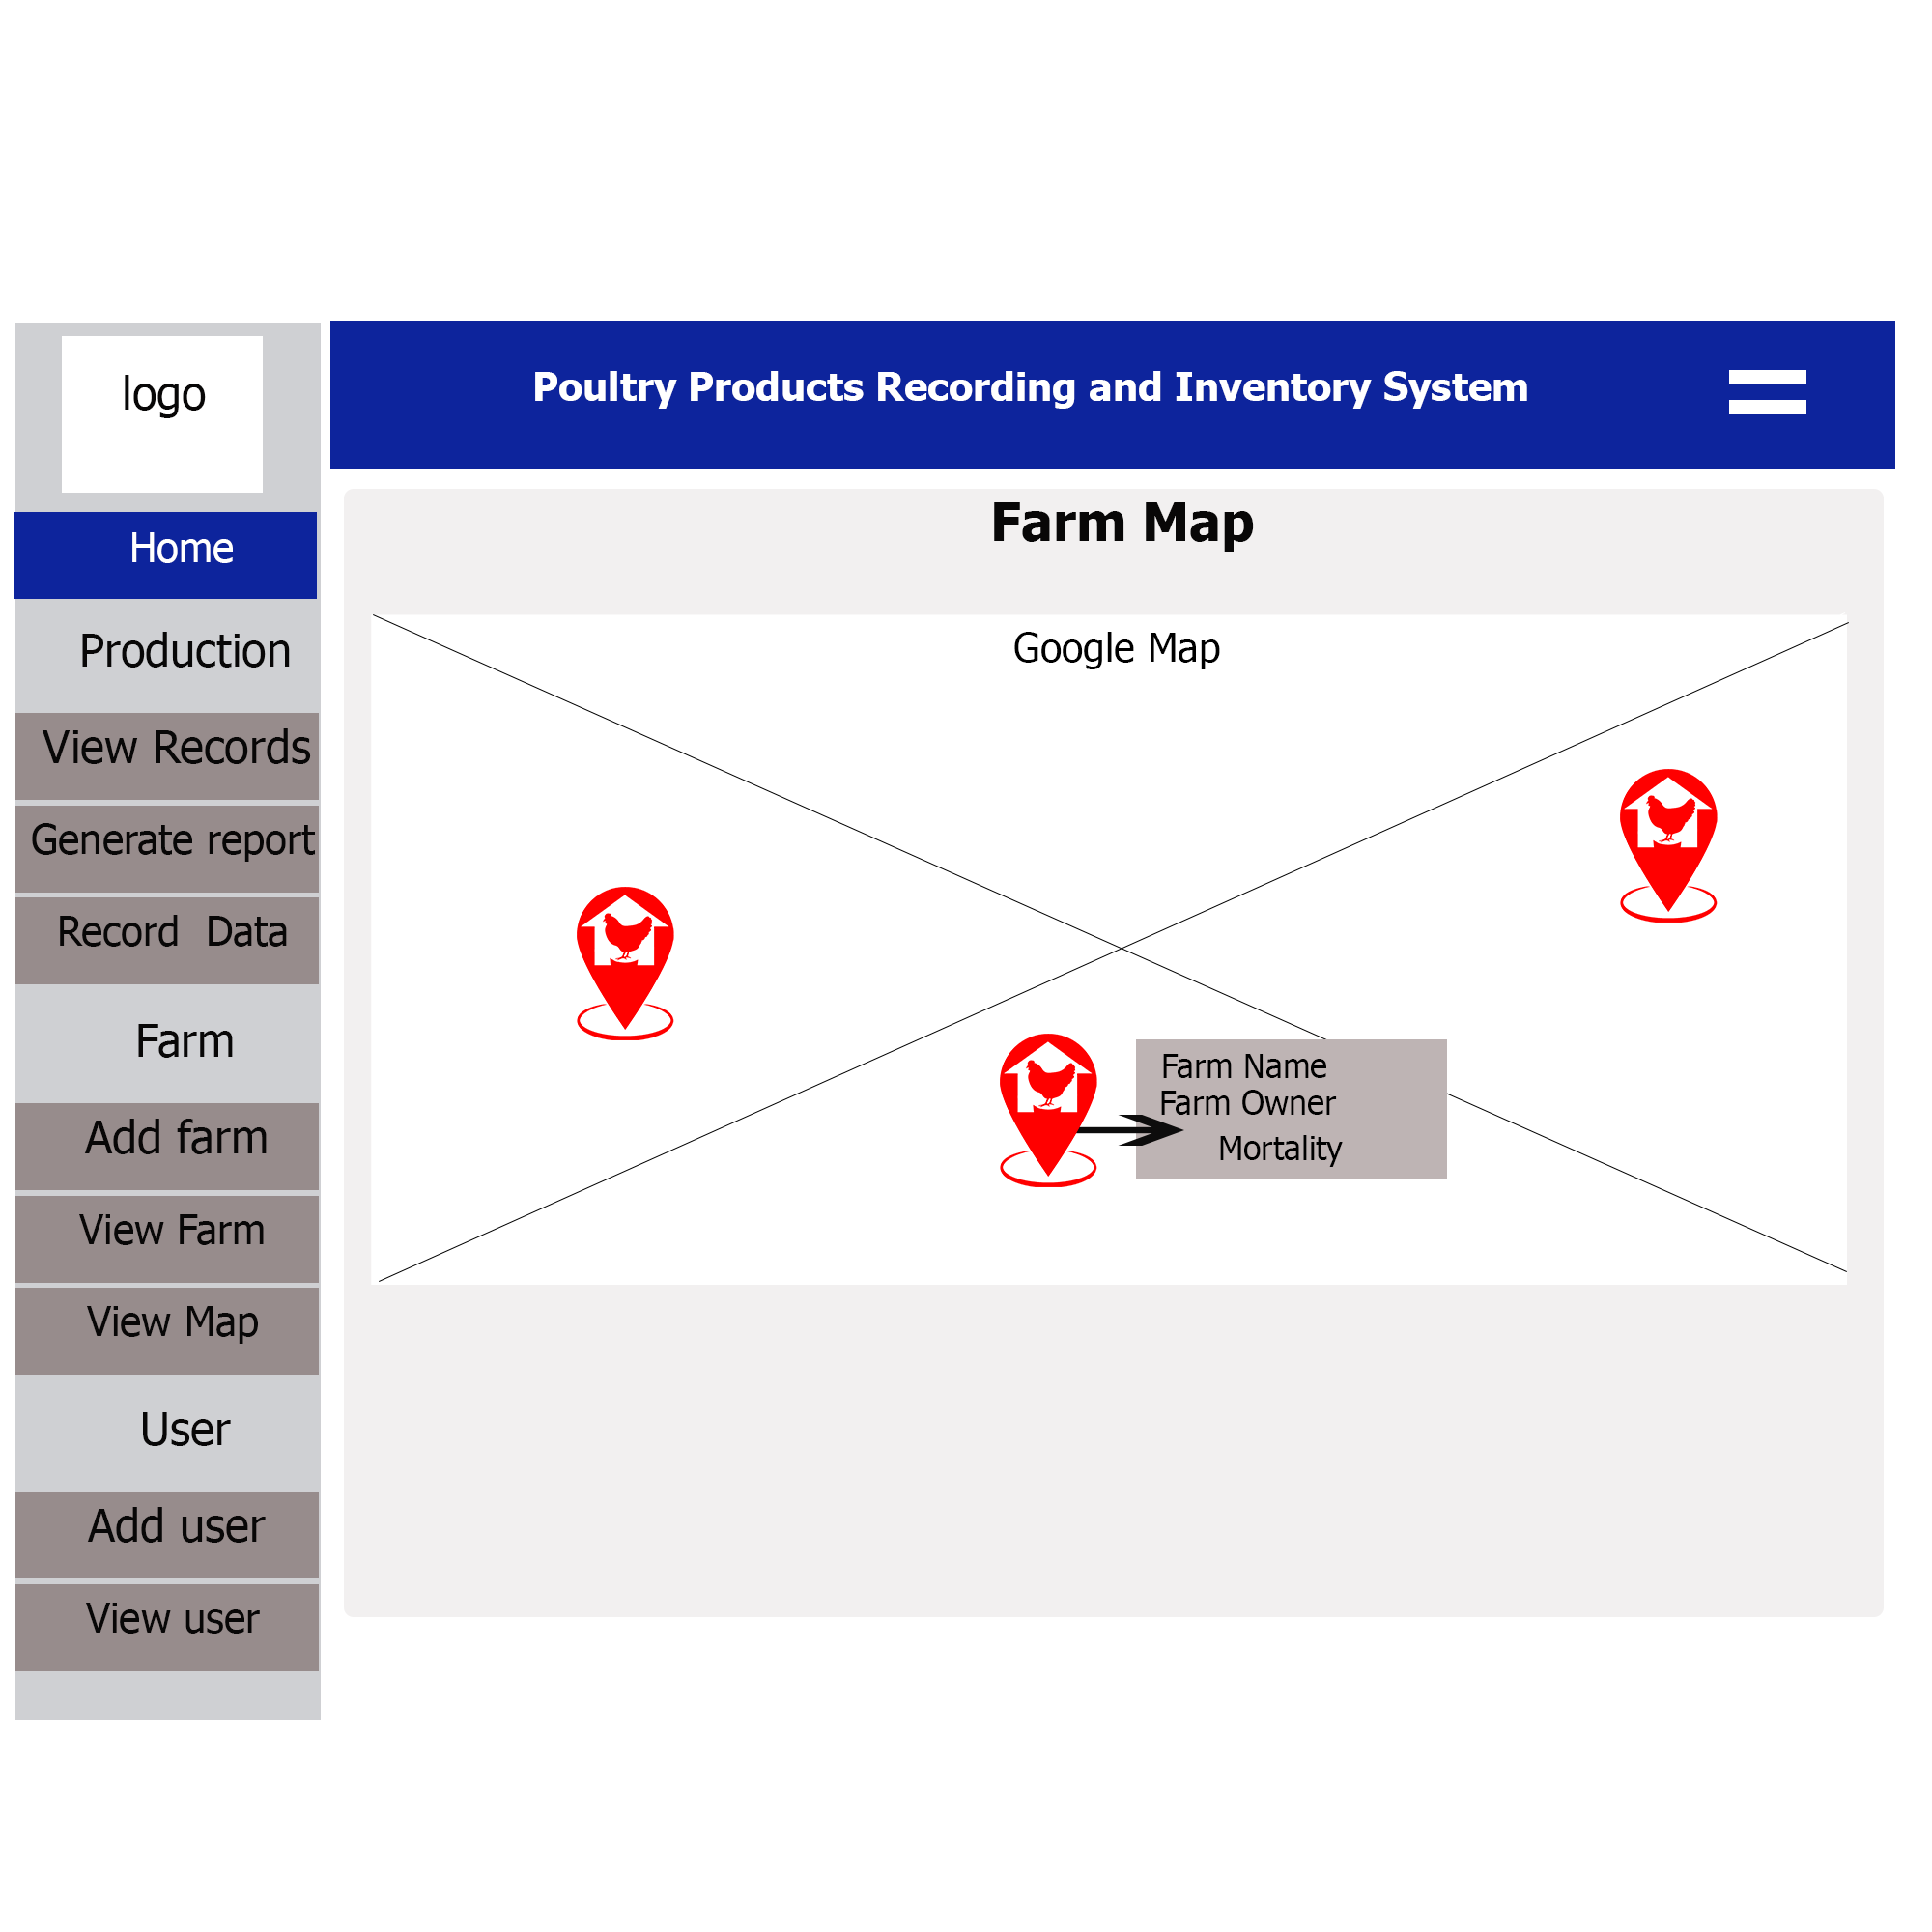 logo
Poultry Products Recording and Inventory System
Home
Production
View Records
Generate report
Record  Data
Farm
Add farm
View Farm
View Map
User
Add user
View user
Farm Map
Google Map
Farm Name
Farm Owner
Mortality